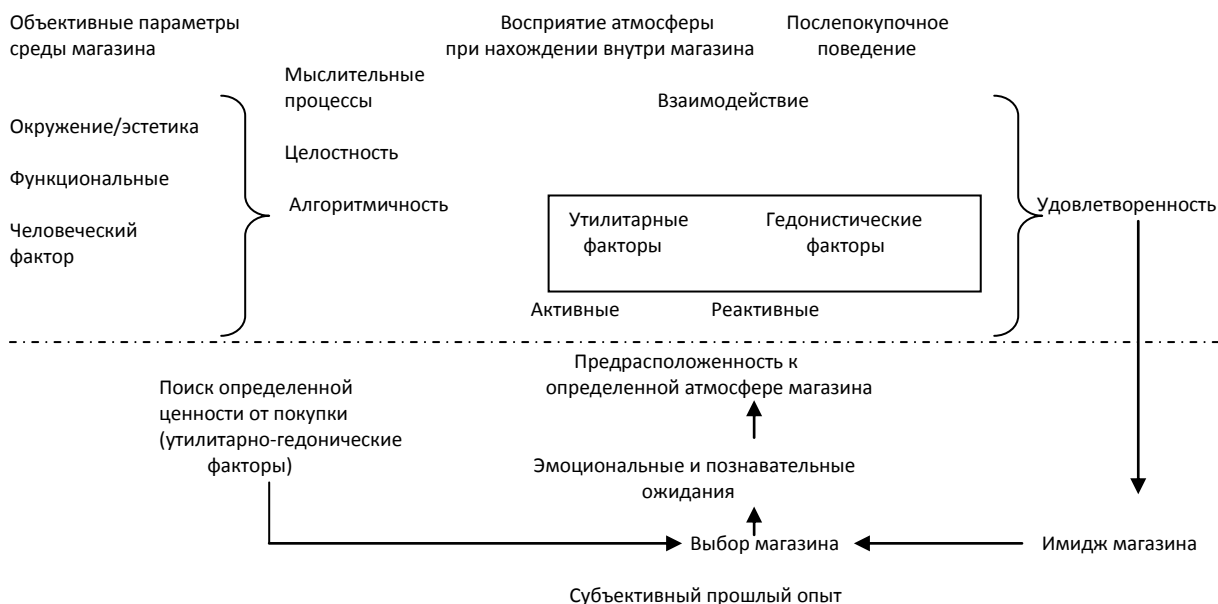 Объективные параметры
среды магазина
Восприятие атмосферы
при нахождении внутри магазина
Послепокупочное
поведение
Мыслительные
процессы
Взаимодействие
Окружение/эстетика
Целостность
Функциональные
Алгоритмичность
Человеческий
фактор
Утилитарные
факторы
Гедонистические
факторы
Удовлетворенность
Активные
Реактивные
Предрасположенность к
определенной атмосфере магазина
Поиск определенной
ценности от покупки
(утилитарно-гедонические
факторы)
Эмоциональные и познавательные
ожидания
Выбор магазина
Имидж магазина
Субъективный прошлый опыт